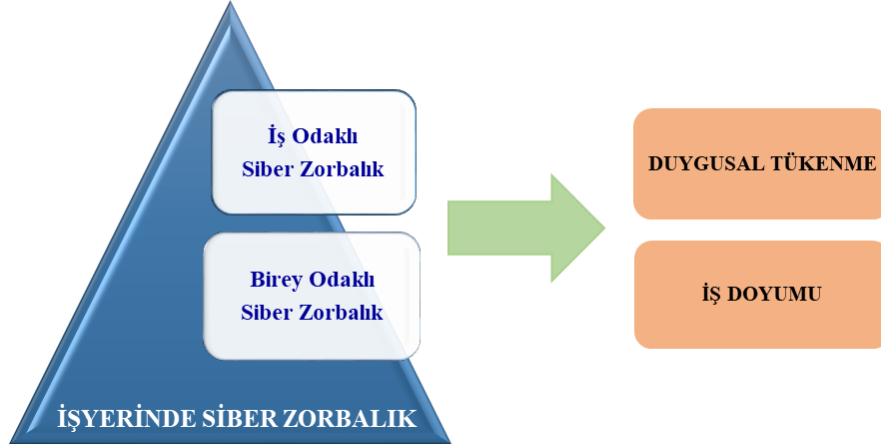 İş Odaklı
Siber Zorbalık
Birey Odaklı
Siber Zorbalık
İŞYERİNDE SİBER ZORBALIK
DUYGUSAL TÜKENME
İŞ DOYUMU